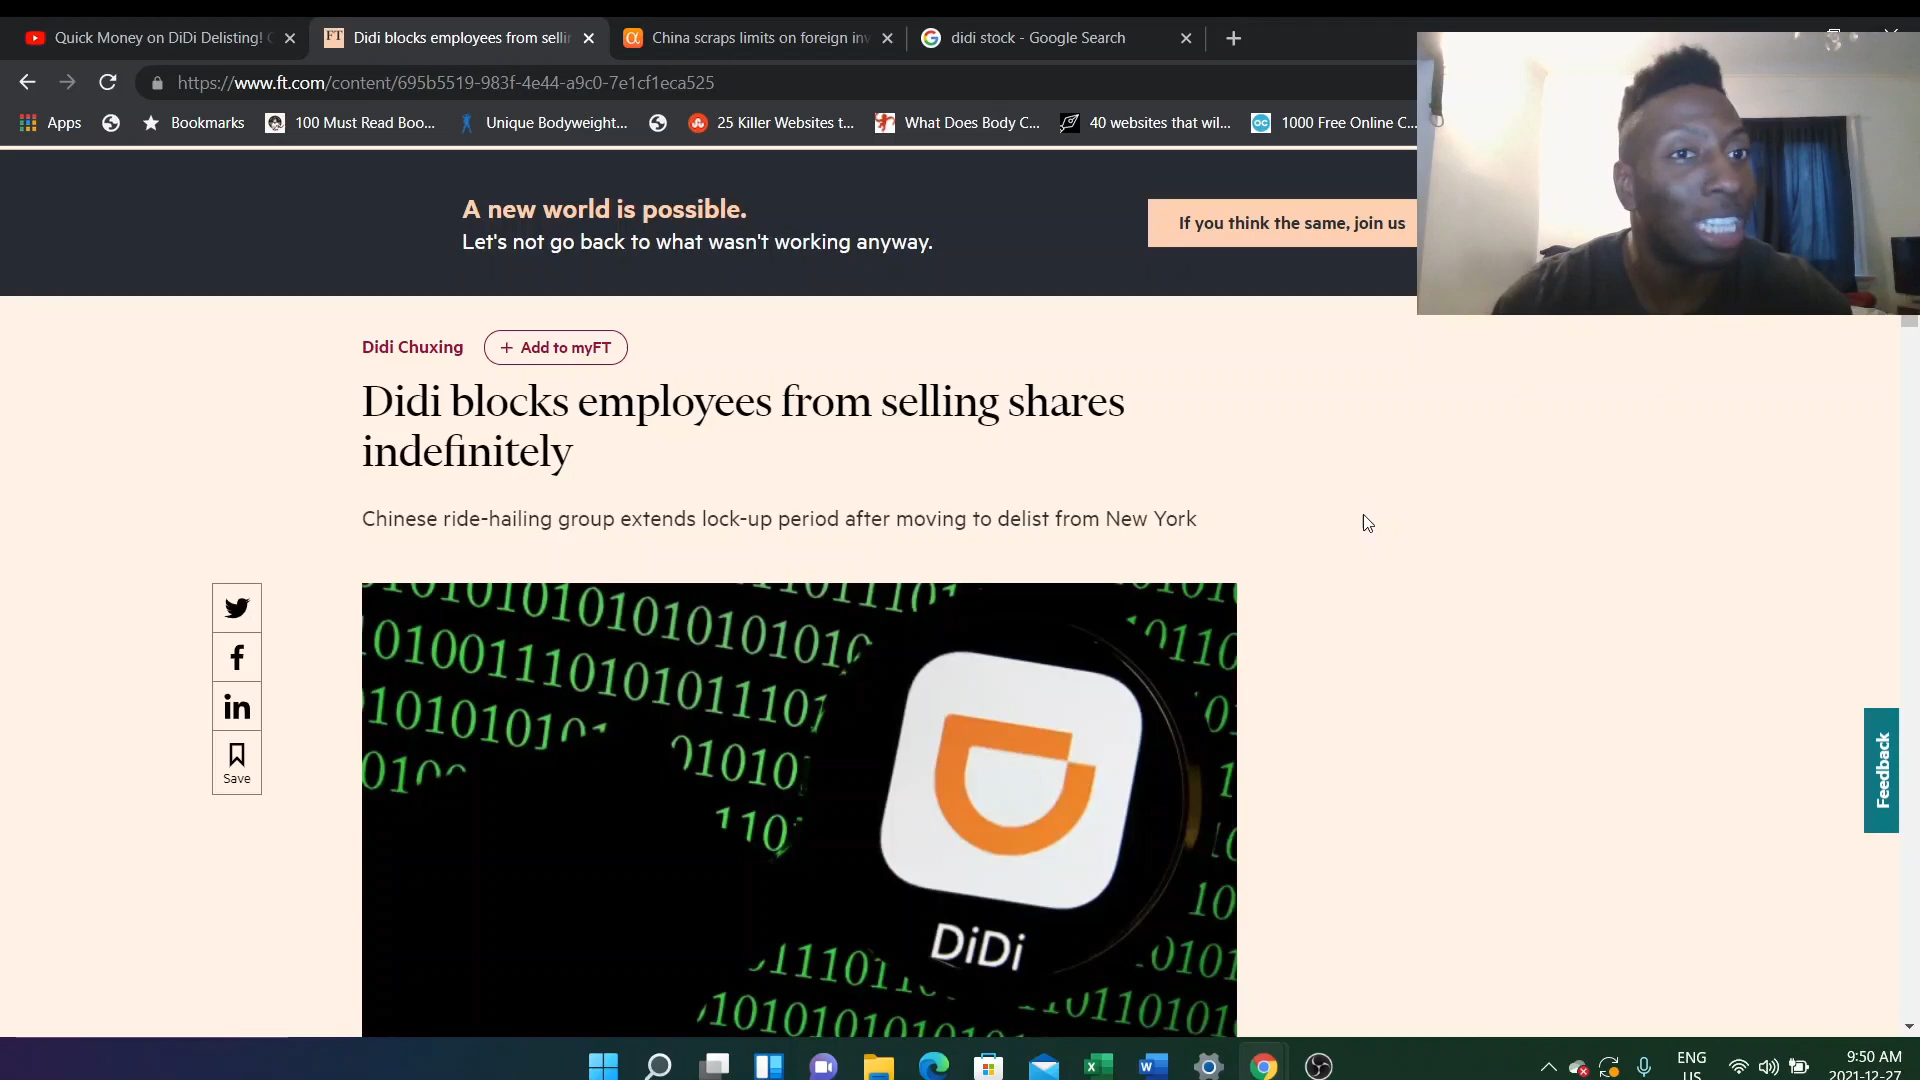 Quick Money on DiDi Delisting!
Didi blocks employees from selli
China scraps limits on foreign inv
didi stock - Google Search
https://www.ft.com/content/695b5519-983f-4e44-a9c0-7e1cf1eca525
Apps
Bookmarks
100 Must Read Boo...
Unique Bodyweight...
25 Killer Websites t...
What Does Body C...
40 websites that wil...
1000 Free Online C...
A new world is possible.
Let's not go back to what wasn't working anyway.
If you think the same, join us
Didi Chuxing
+ Add to myFT
Didi blocks employees from selling shares
indefinitely
Chinese ride-hailing group extends lock-up period after moving to delist from New York
Save
DiDi
Feedback
ENG
US
9:50 AM
2021-12-27